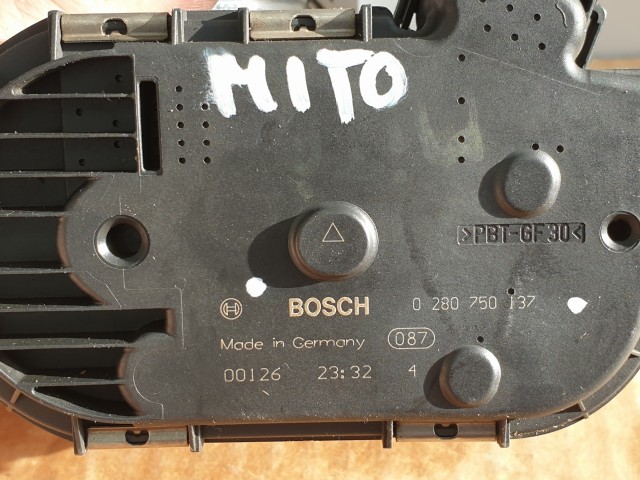 MITO
>PBT-GF30<
BOSCH 0 280 750 137
Made in Germany 087
00126 23:32 4